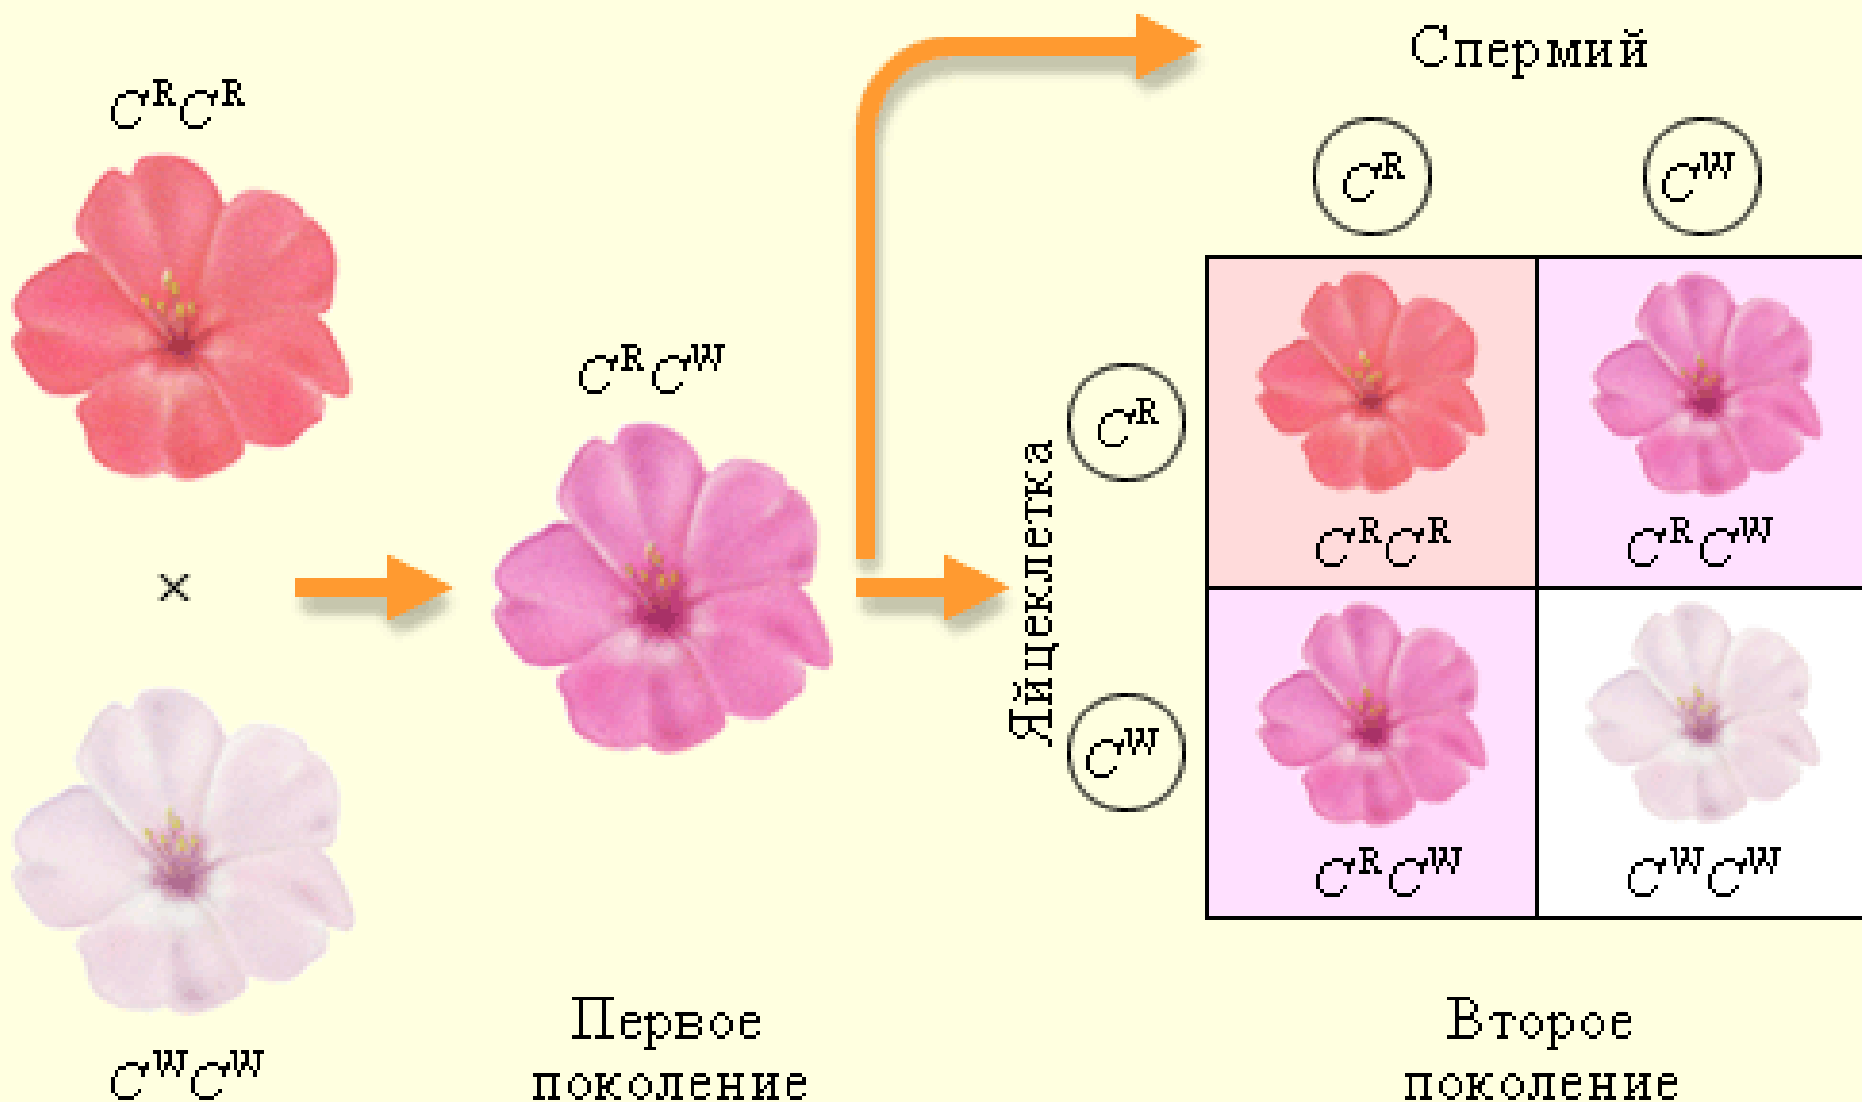 CᴿCᴿ
×
CᵂCᵂ
CᴿCᵂ
Первое
поколение
Спермий
Cᴿ Cᵂ
Яйцеклетка
Cᴿ
Cᵂ
CᴿCᴿ CᴿCᵂ
CᴿCᵂ CᵂCᵂ
Второе
поколение